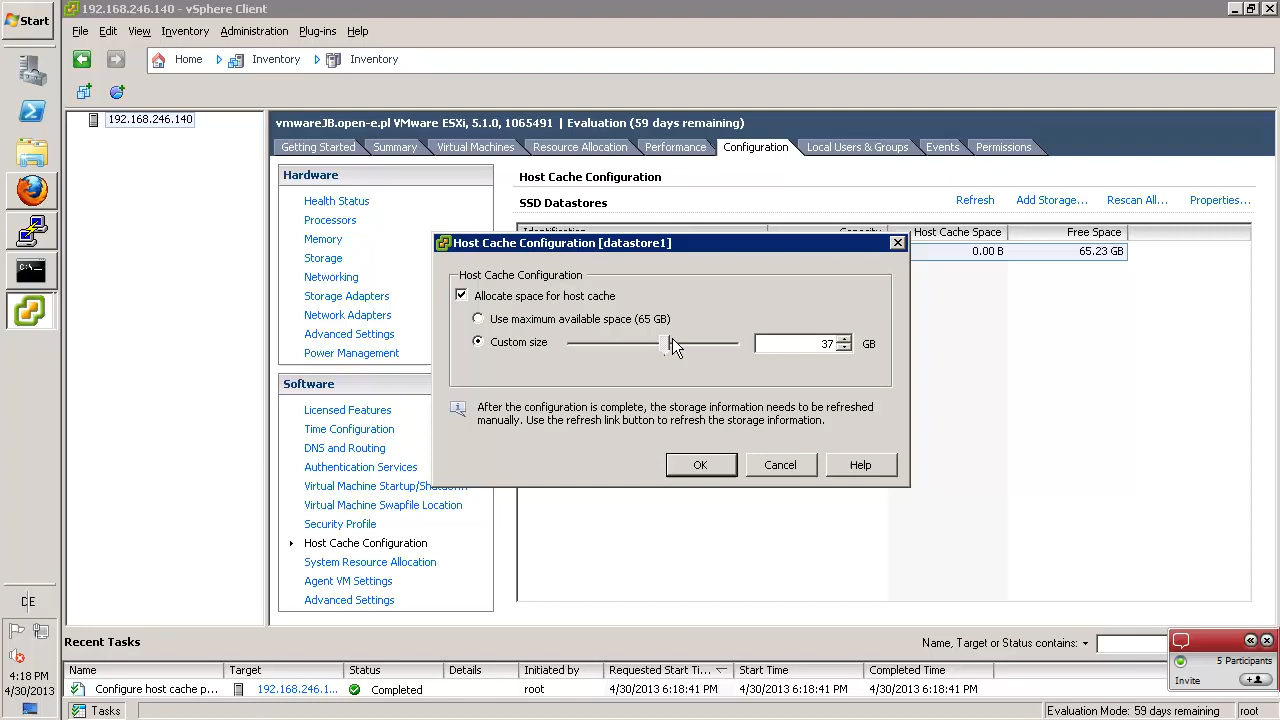 Start
192.168.246.140 - vSphere Client
File Edit View Inventory Administration Plug-ins Help
Home Inventory Inventory
192.168.246.140
vmwareJB.open-e.pl VMware ESXi, 5.1.0, 1065491 | Evaluation (59 days remaining)
Getting Started Summary Virtual Machines Resource Allocation Performance Configuration Local Users & Groups Events Permissions
Hardware
Health Status
Processors
Memory
Storage
Networking
Storage Adapters
Network Adapters
Advanced Settings
Power Management
Software
Licensed Features
Time Configuration
DNS and Routing
Authentication Services
Virtual Machine Startup/Shutdown
Virtual Machine Swapfile Location
Security Profile
Host Cache Configuration
System Resource Allocation
Agent VM Settings
Advanced Settings
Host Cache Configuration
SSD Datastores
Refresh Add Storage... Rescan All... Properties...
Host Cache Space Free Space
0.00 B 65.23 GB
Host Cache Configuration [datastore1]
Host Cache Configuration
Allocate space for host cache
Use maximum available space (65 GB)
Custom size 37 GB
After the configuration is complete, the storage information needs to be refreshed
manually. Use the refresh link button to refresh the storage information.
OK Cancel Help
Recent Tasks
Name, Target or Status contains:
Name Target Status Details Initiated by Requested Start Ti... Start Time Completed Time
Configure host cache p... 192.168.246.1... Completed root 4/30/2013 6:18:41 PM 4/30/2013 6:18:41 PM 4/30/2013 6:18:41 PM
Tasks
Evaluation Mode: 59 days remaining root
5 Participants
Invite
DE
4:18 PM
4/30/2013